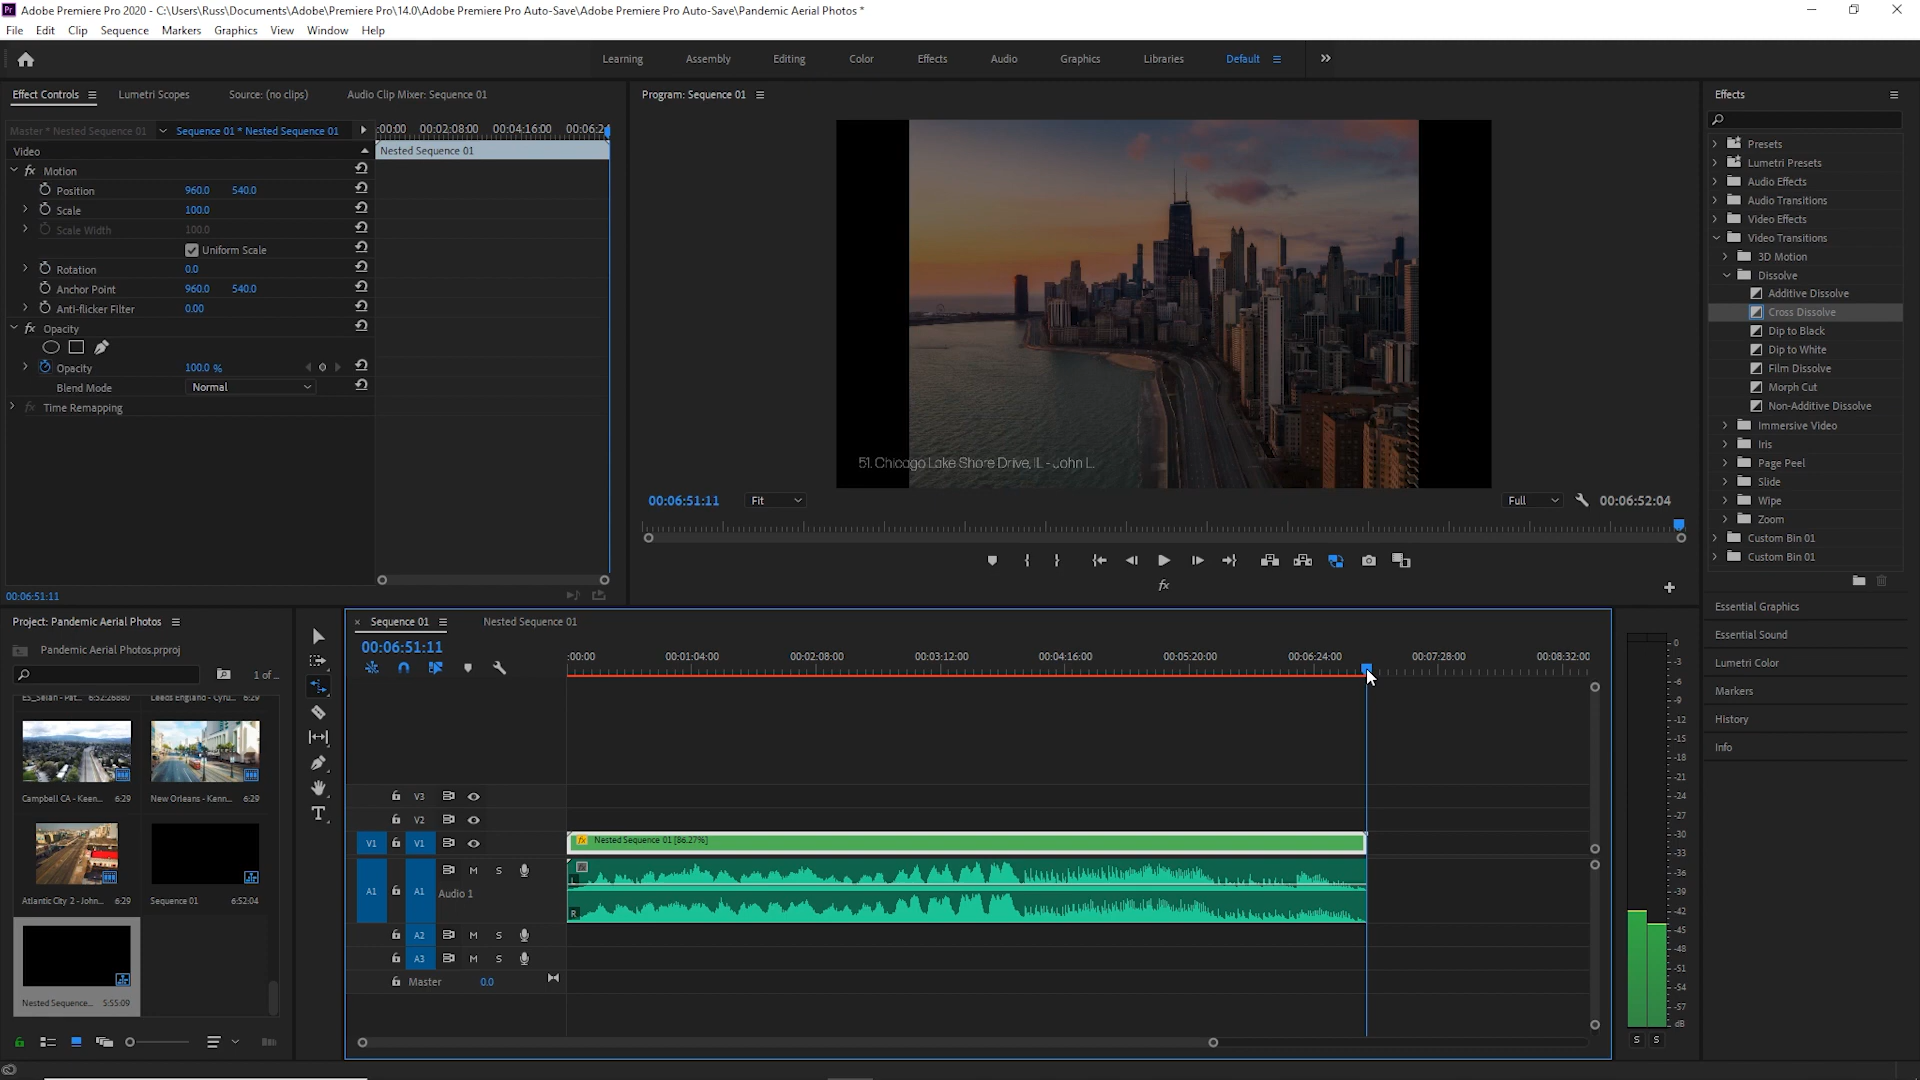 Adobe Premiere Pro 2020 - C:\Users\Russ\Documents\Adobe\Premiere Pro\14.0\Adobe Premiere Pro Auto-Save\Adobe Premiere Pro Auto-Save\Pandemic Aerial Photos *
File Edit Clip Sequence Markers Graphics View Window Help
Learning Assembly Editing Color Effects Audio Graphics Libraries Default
Effect Controls Lumetri Scopes Source: (no clips) Audio Clip Mixer: Sequence 01
Master * Nested Sequence 01 Sequence 01 * Nested Sequence 01
:00:00 00:02:08:00 00:04:16:00 00:06:24
Video
Nested Sequence 01
fx Motion
Position 960.0 540.0
Scale 100.0
Scale Width 100.0
Uniform Scale
Rotation 0.0
Anchor Point 960.0 540.0
Anti-flicker Filter 0.00
fx Opacity
Opacity 100.0 %
Blend Mode Normal
fx Time Remapping
00:06:51:11
Program: Sequence 01
51. Chicago Lake Shore Drive, IL - John L.
00:06:51:11 Fit Full 00:06:52:04
fx
Effects
Presets
Lumetri Presets
Audio Effects
Audio Transitions
Video Effects
Video Transitions
3D Motion
Dissolve
Additive Dissolve
Cross Dissolve
Dip to Black
Dip to White
Film Dissolve
Morph Cut
Non-Additive Dissolve
Immersive Video
Iris
Page Peel
Slide
Wipe
Zoom
Custom Bin 01
Custom Bin 01
Essential Graphics
Essential Sound
Lumetri Color
Markers
History
Info
Project: Pandemic Aerial Photos
Pandemic Aerial Photos.prproj
1 of...
ES_Selah - Pat... 6:52:26880 Leeds England - Cyru... 6:29
Campbell CA - Keen... 6:29 New Orleans - Kenn... 6:29
Atlantic City 2 - John... 6:29 Sequence 01 6:52:04
Nested Sequence... 5:55:09
T
Sequence 01 Nested Sequence 01
00:06:51:11
:00:00 00:01:04:00 00:02:08:00 00:03:12:00 00:04:16:00 00:05:20:00 00:06:24:00 00:07:28:00 00:08:32:00
V3
V2
V1 V1
fx Nested Sequence 01 [86.27%]
A1 A1 M S
Audio 1
L
R
A2 M S
A3 M S
Master 0.0
0
-3
-6
-9
-12
-15
-18
-21
-24
-27
-30
-33
-36
-39
-42
-45
-48
-51
-54
-57
dB
S S